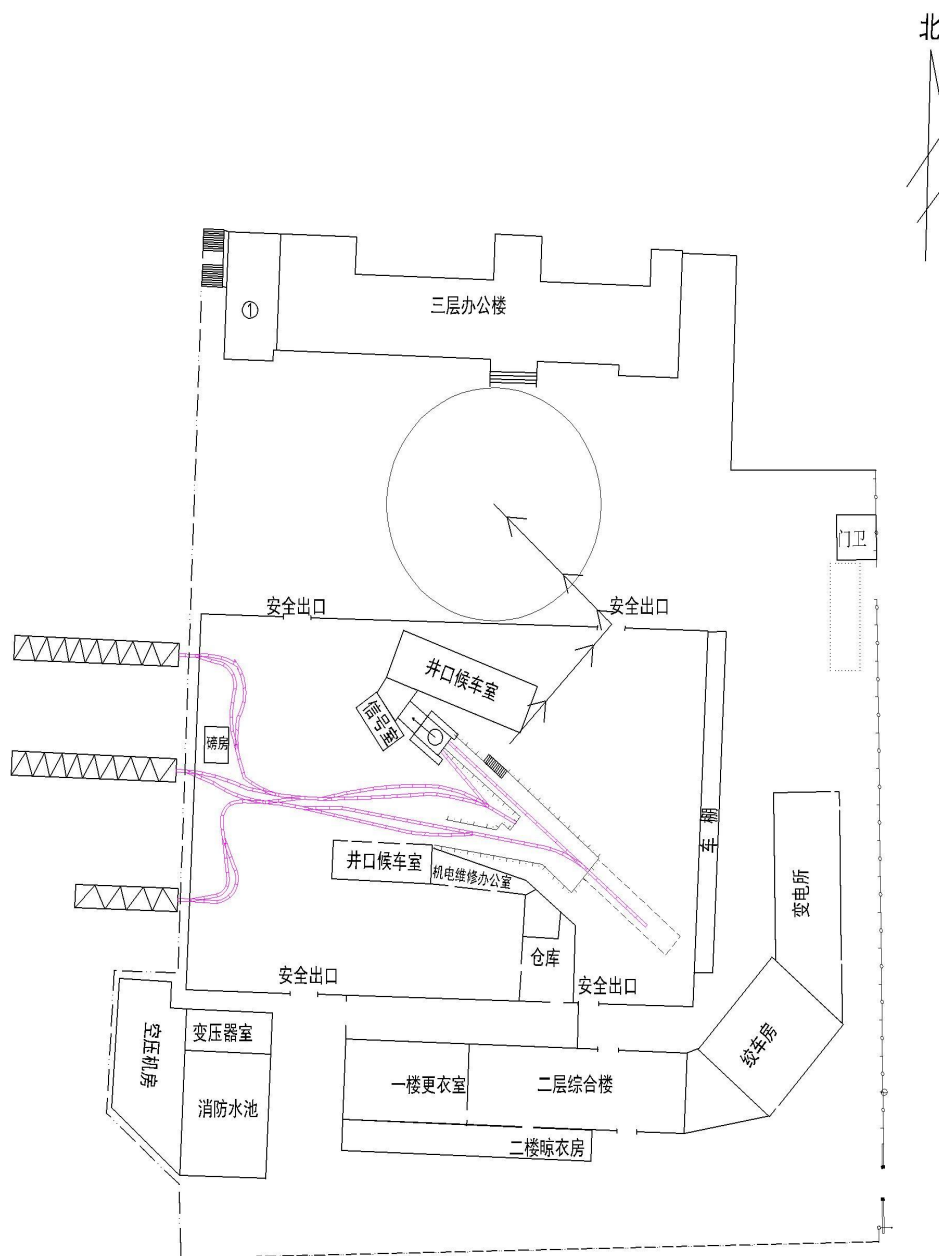 北
①
三层办公楼
门卫
安全出口
安全出口
井口候车室
信号室
磅房
车棚
井口候车室
机电维修办公室
变电所
仓库
安全出口
安全出口
空压机房
变压器室
绞车房
一楼更衣室
二层综合楼
消防水池
二楼晾衣房